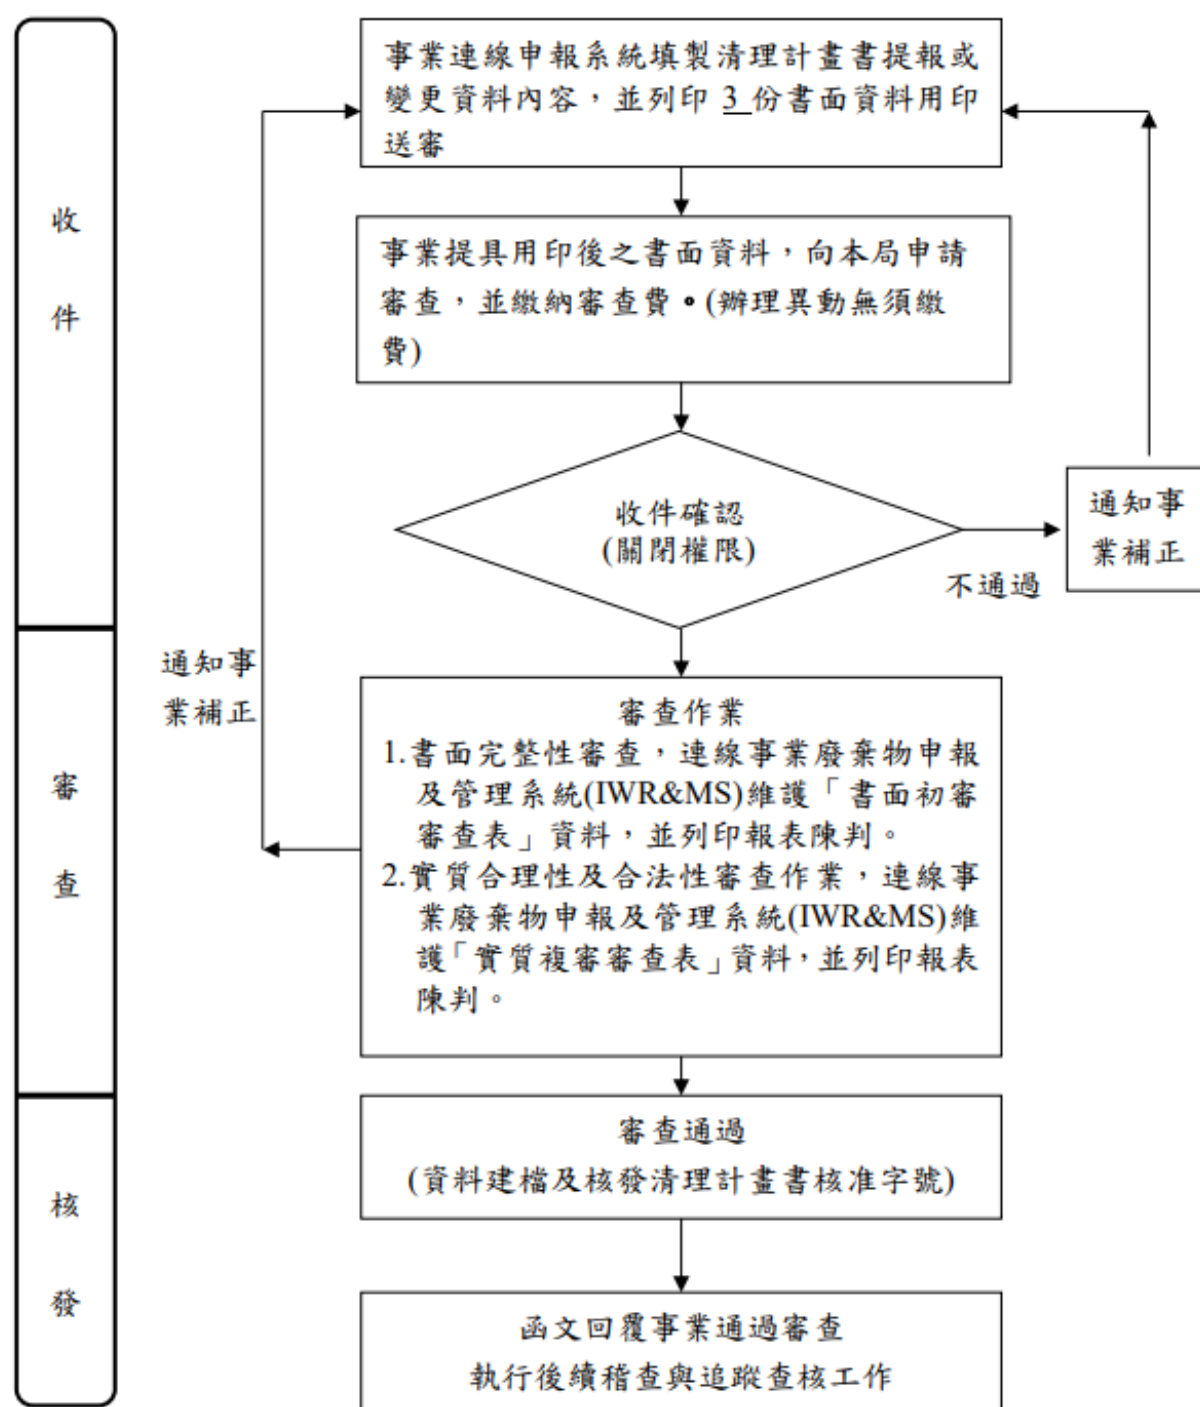 收
件
事業連線申報系統填製清理計畫書提報或
變更資料內容，並列印 3 份書面資料用印
送審
事業提具用印後之書面資料，向本局申請
審查，並繳納審查費。(辦理異動無須繳
費)
收件確認
(關閉權限)
不通過
通知事
業補正
通知事
業補正
審
查
審查作業
1.書面完整性審查，連線事業廢棄物申報
及管理系統(IWR&MS)維護「書面初審
審查表」資料，並列印報表陳判。
2.實質合理性及合法性審查作業，連線事
業廢棄物申報及管理系統(IWR&MS)維
護「實質複審審查表」資料，並列印報表
陳判。
核
發
審查通過
(資料建檔及核發清理計畫書核准字號)
函文回覆事業通過審查
執行後續稽查與追蹤查核工作